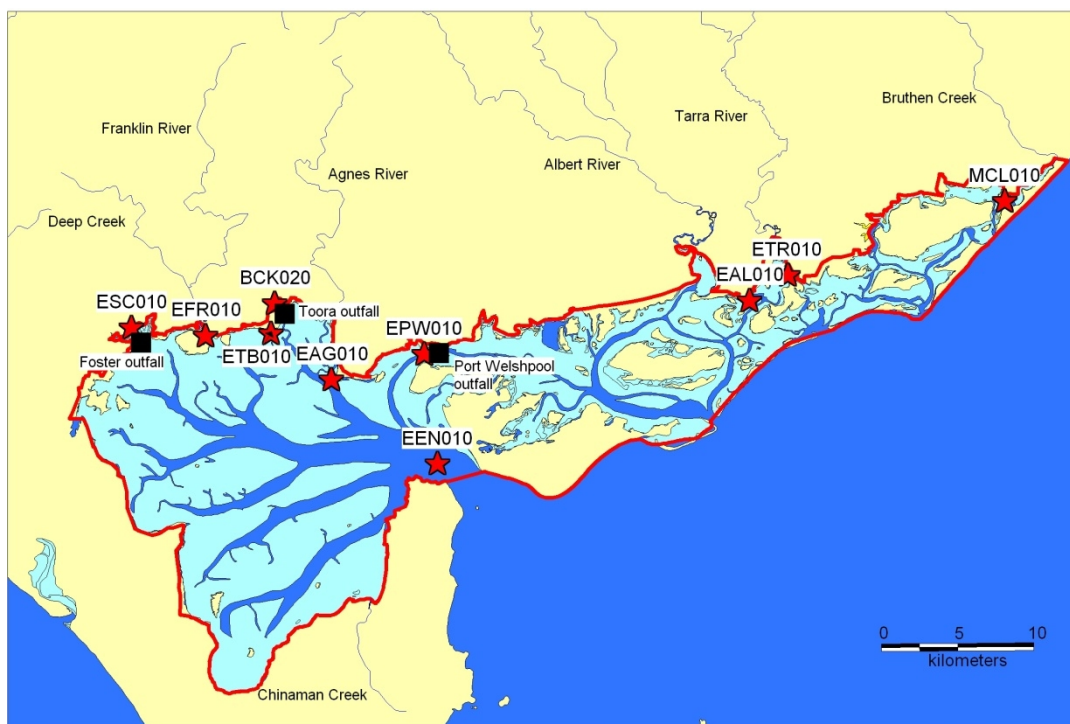 Bruthen Creek
Tarra River
Franklin River
Albert River
Agnes River
MCL010
Deep Creek
ETR010
BCK020
EAL010
ESC010
EFR010
Toora outfall
EPW010
ETB010
EAG010
Foster outfall
Port Welshpool
outfall
EEN010
0 5 10
kilometers
Chinaman Creek